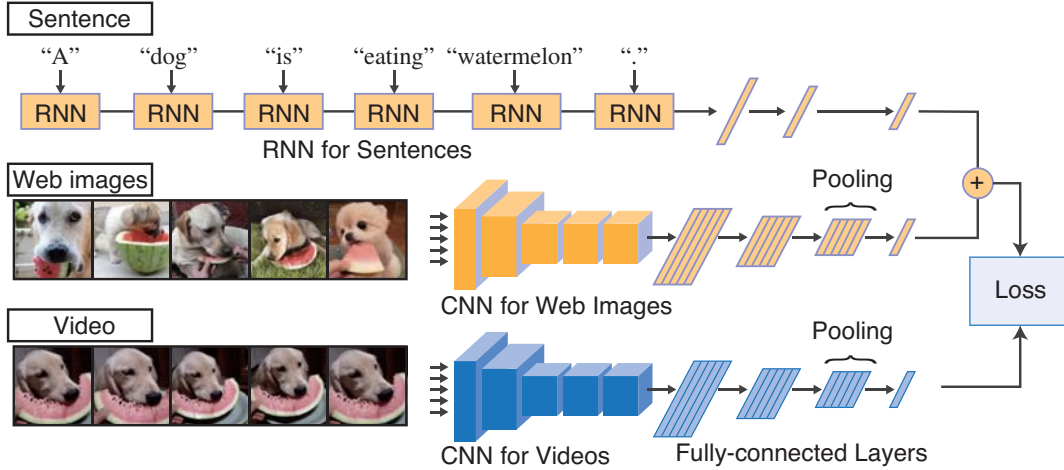 Sentence
“A” “dog” “is” “eating” “watermelon” “.”
RNN RNN RNN RNN RNN RNN
RNN for Sentences
Web images
Pooling
+
CNN for Web Images
Loss
Video
Pooling
CNN for Videos
Fully-connected Layers